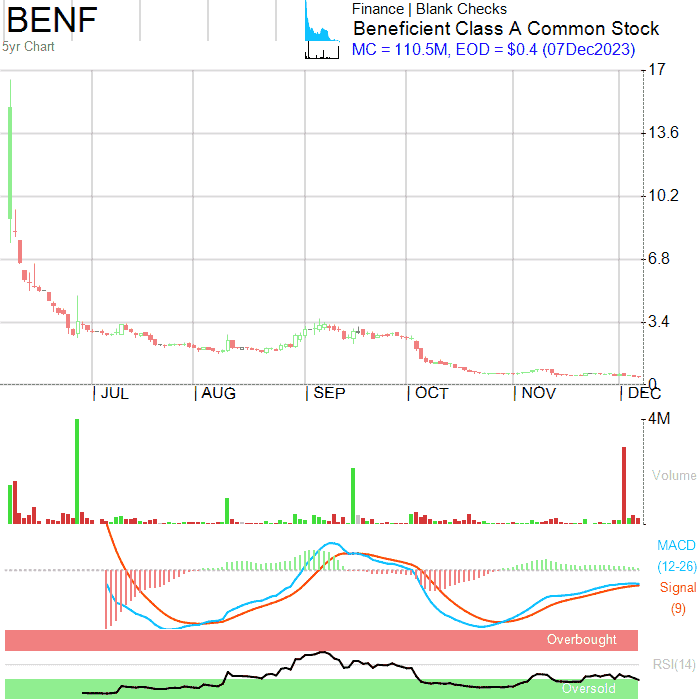 BENF
5yr Chart
Finance | Blank Checks
Beneficient Class A Common Stock
MC = 110.5M, EOD = $0.4 (07Dec2023)
17
13.6
10.2
6.8
3.4
0
JUL AUG SEP OCT NOV DEC
4M
Volume
MACD
(12-26)
Signal
(9)
Overbought
RSI(14)
Oversold